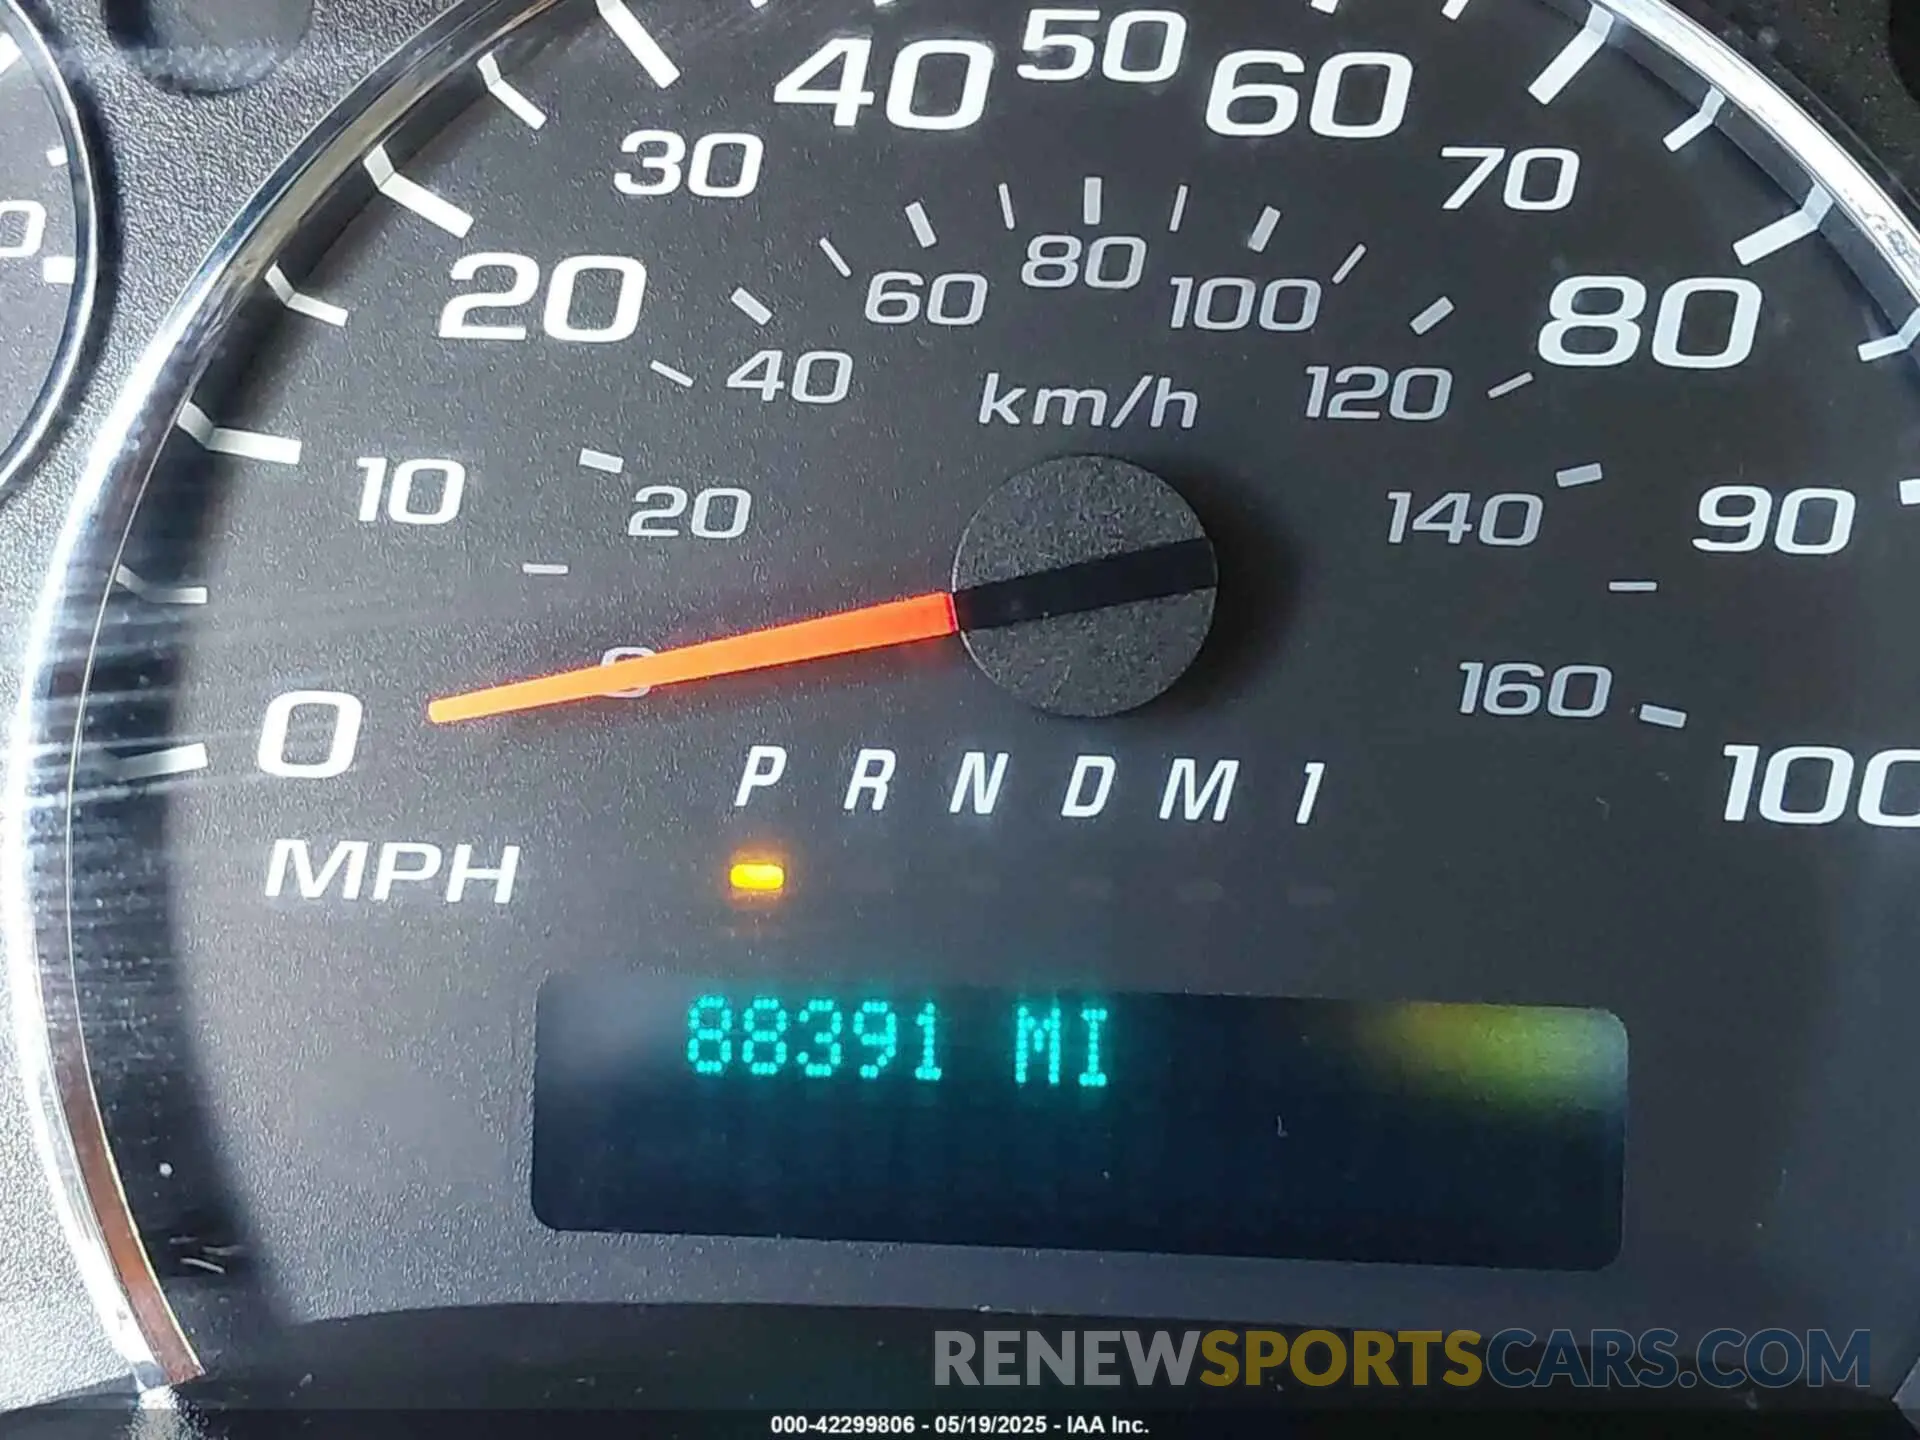 50
40 60
30 70
80
60 100
20 80
40 km/h 120
10 20 140 90
0 160
0 100
P R N D M 1
MPH
88391 MI
RENEWSPORTSCARS.COM
000-42299806 - 05/19/2025 - IAA Inc.